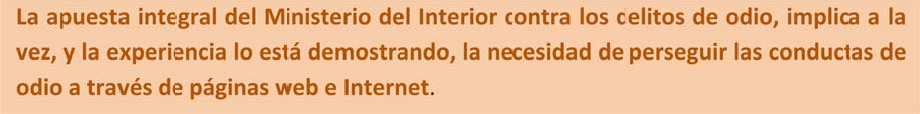 La apuesta integral del Ministerio del Interior contra los delitos de odio, implica a la
vez, y la experiencia lo está demostrando, la necesidad de perseguir las conductas de
odio a través de páginas web e Internet.